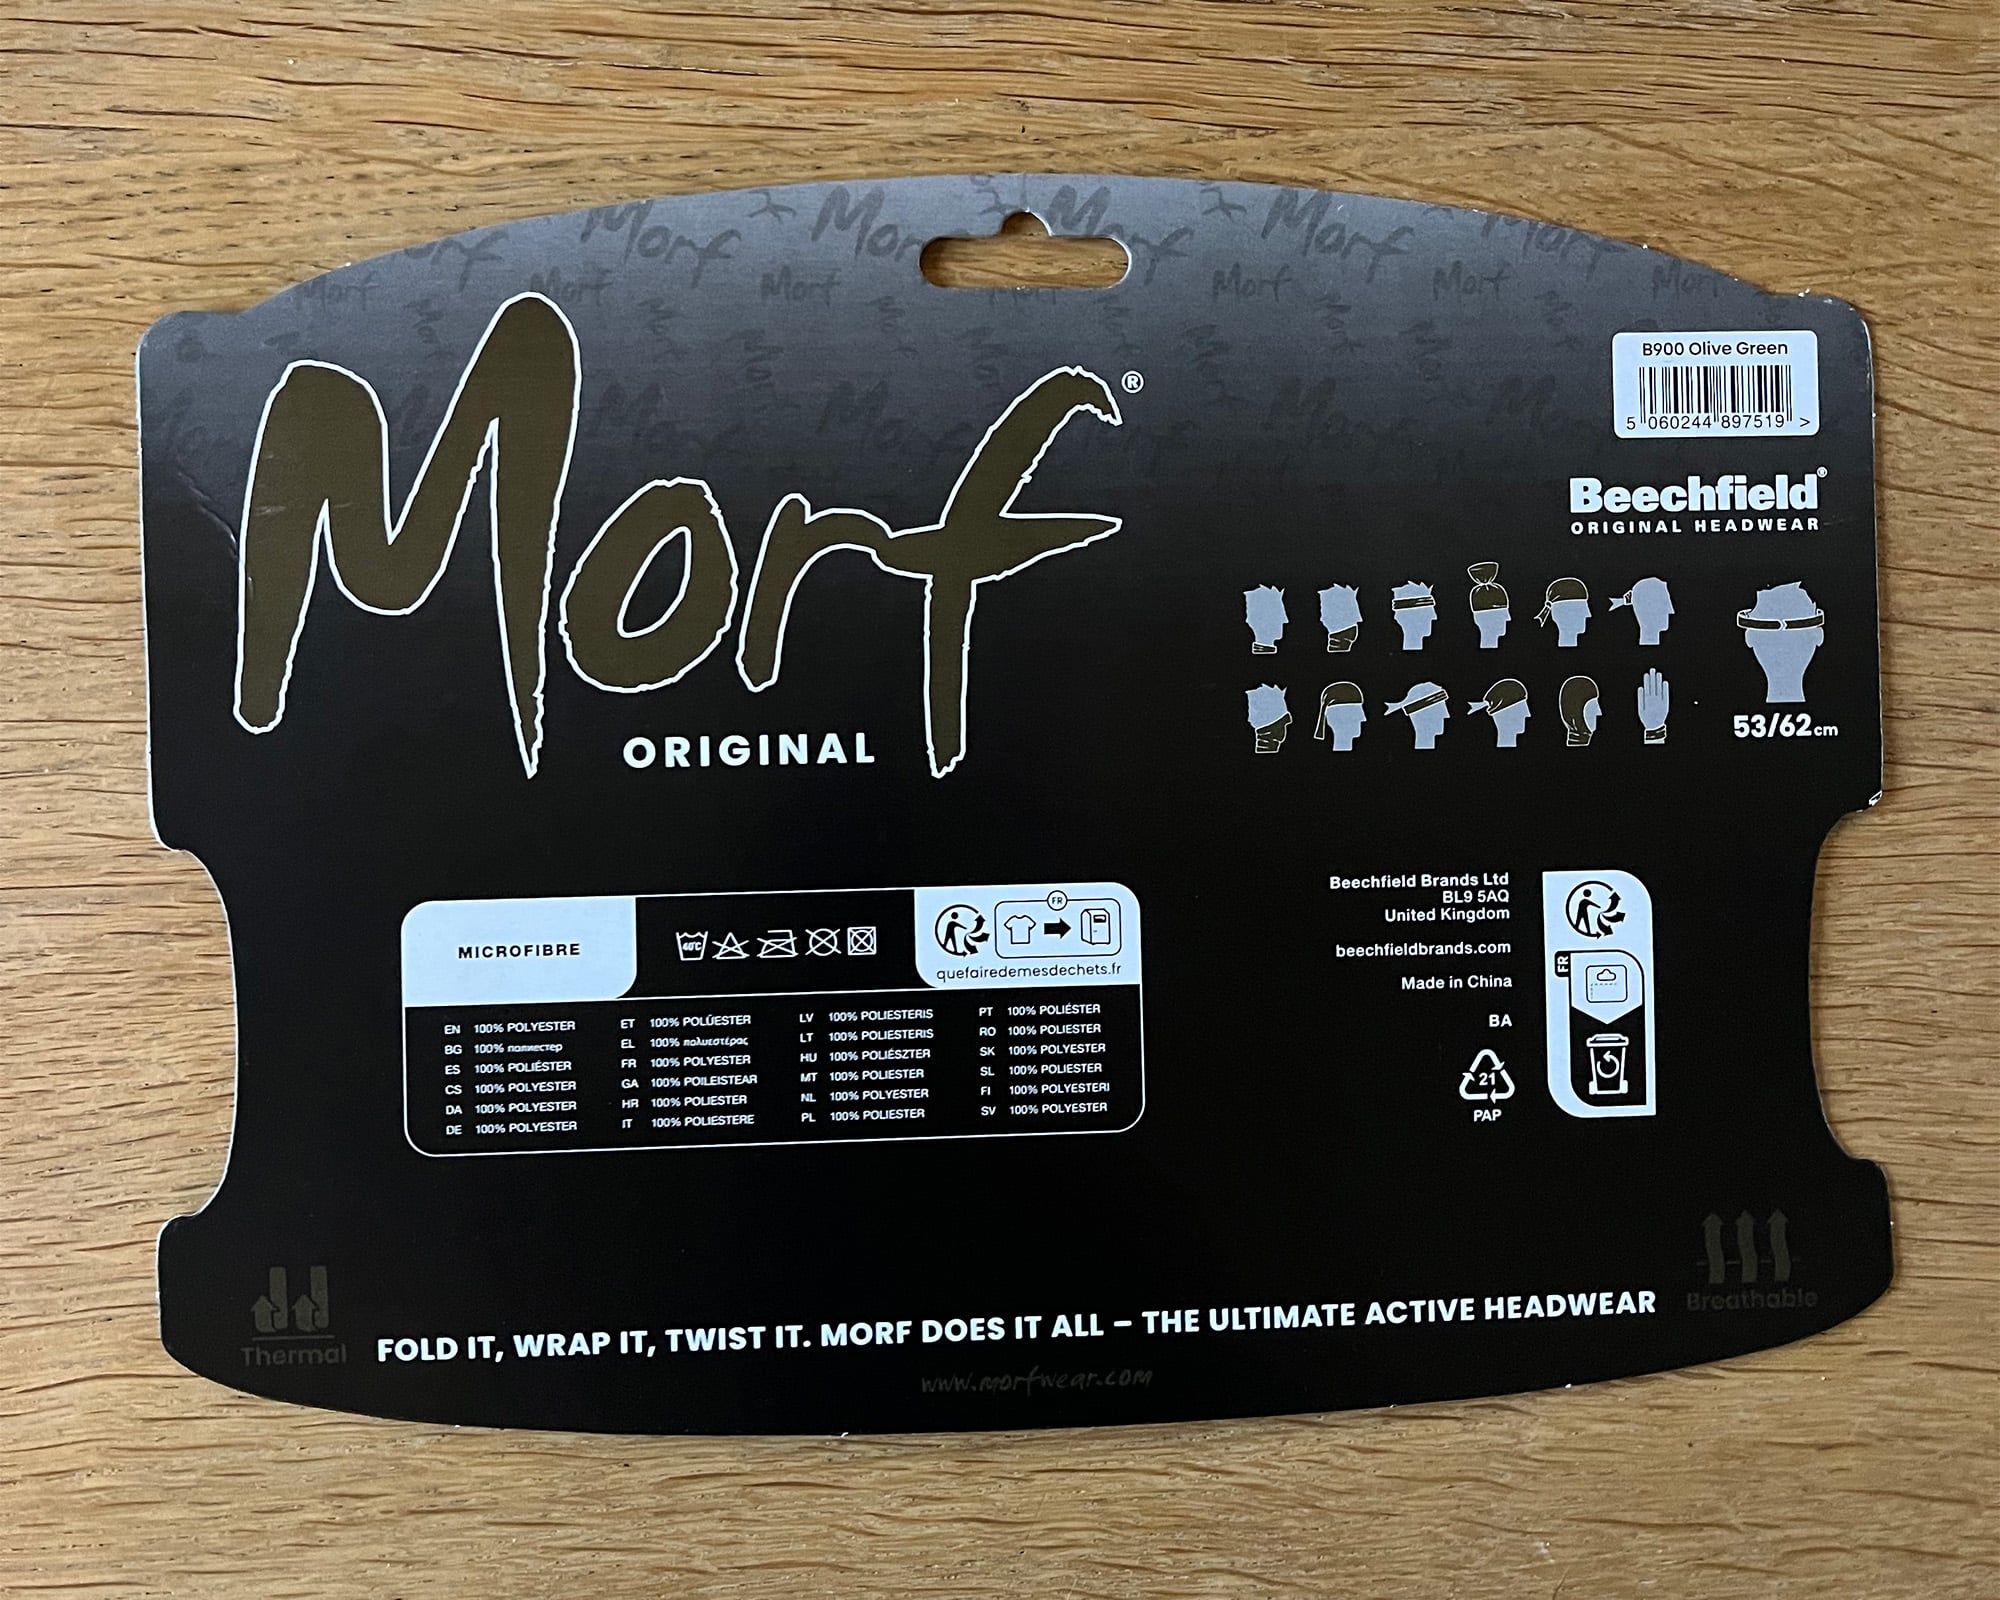 Morf®
ORIGINAL
B900 Olive Green
5 060244 897519 >
Beechfield®
ORIGINAL HEADWEAR
53/62cm
MICROFIBRE
40°C
FR
quefairedemesdechets.fr
EN 100% POLYESTER
BG 100% полиестер
ES 100% POLIÉSTER
CS 100% POLYESTER
DA 100% POLYESTER
DE 100% POLYESTER
ET 100% POLÜESTER
EL 100% πολυεστέρας
FR 100% POLYESTER
GA 100% POILEISTEAR
HR 100% POLIESTER
IT 100% POLIESTERE
LV 100% POLIESTERIS
LT 100% POLIESTERIS
HU 100% POLIÉSZTER
MT 100% POLIESTER
NL 100% POLYESTER
PL 100% POLIESTER
PT 100% POLIÉSTER
RO 100% POLIESTER
SK 100% POLYESTER
SL 100% POLIESTER
FI 100% POLYESTERI
SV 100% POLYESTER
Beechfield Brands Ltd
BL9 5AQ
United Kingdom
beechfieldbrands.com
Made in China
BA
21
PAP
FR
Thermal
Breathable
FOLD IT, WRAP IT, TWIST IT. MORF DOES IT ALL – THE ULTIMATE ACTIVE HEADWEAR
www.morfwear.com